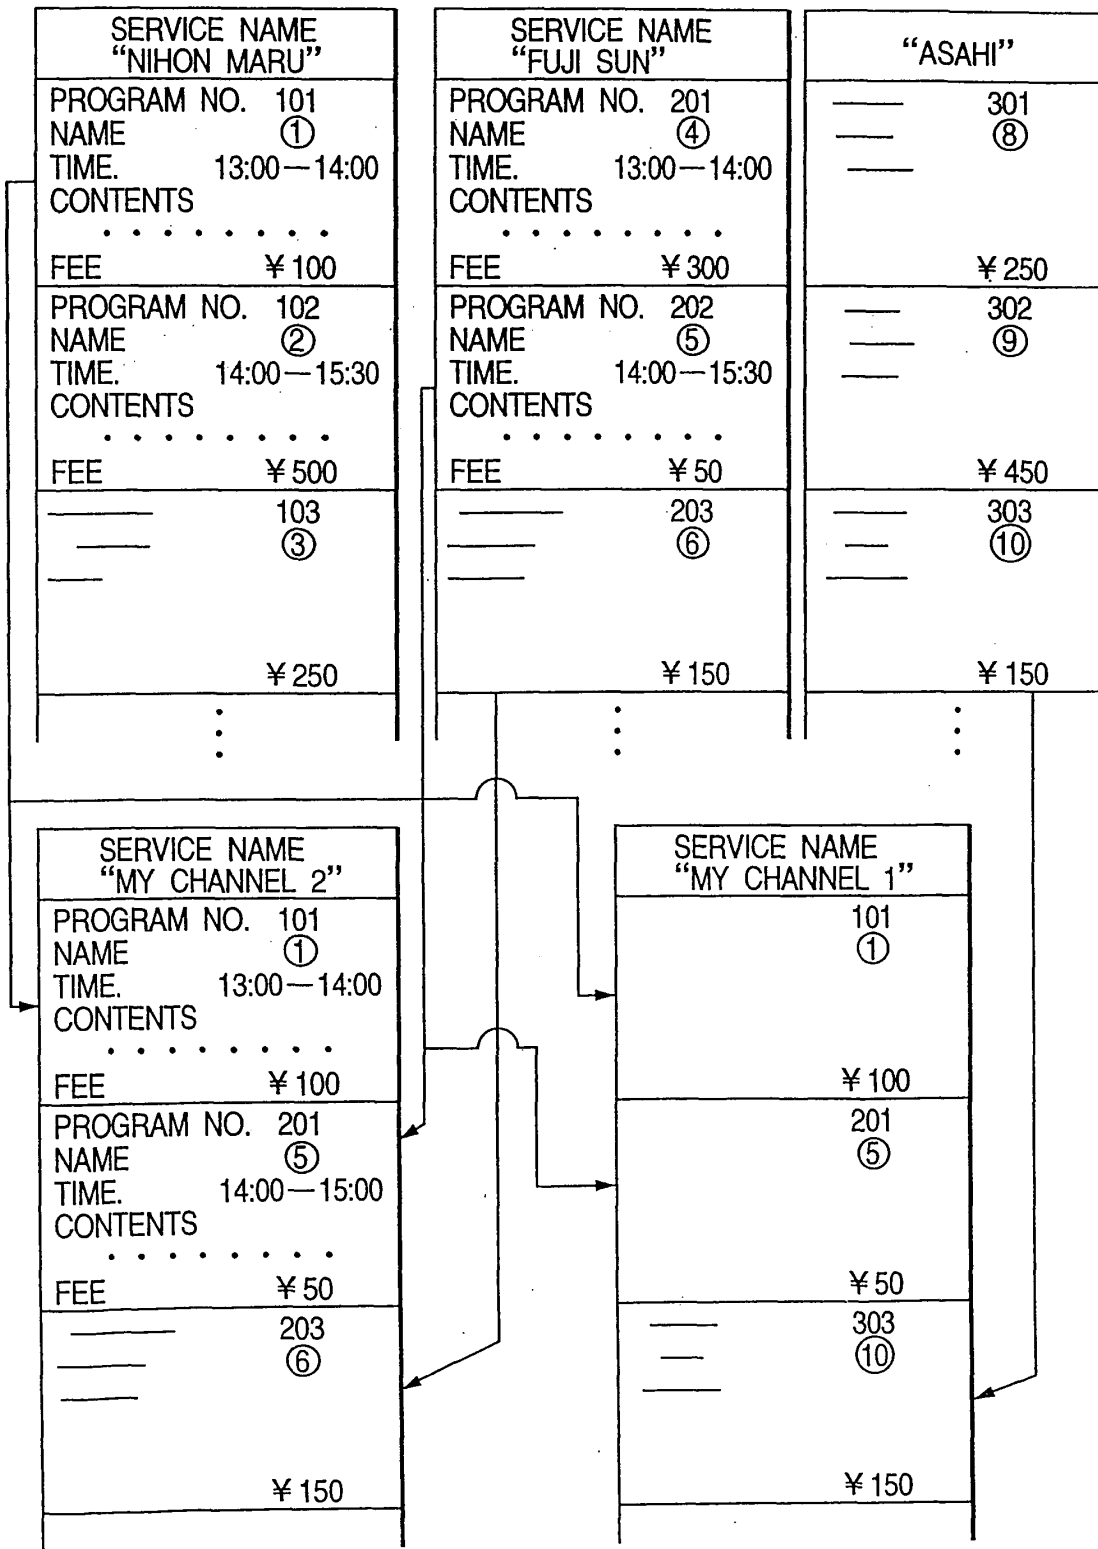 SERVICE NAME
“NIHON MARU”
PROGRAM NO. 101
NAME ①
TIME. 13:00—14:00
CONTENTS
• • • • • • • •
FEE ¥100
PROGRAM NO. 102
NAME ②
TIME. 14:00—15:30
CONTENTS
• • • • • • • •
FEE ¥500
103
③
¥250
SERVICE NAME
“FUJI SUN”
PROGRAM NO. 201
NAME ④
TIME. 13:00—14:00
CONTENTS
• • • • • • • •
FEE ¥300
PROGRAM NO. 202
NAME ⑤
TIME. 14:00—15:30
CONTENTS
• • • • • • • •
FEE ¥50
203
⑥
¥150
“ASAHI”
301
⑧
¥250
302
⑨
¥450
303
⑩
¥150
SERVICE NAME
“MY CHANNEL 2”
PROGRAM NO. 101
NAME ①
TIME. 13:00—14:00
CONTENTS
• • • • • • • •
FEE ¥100
PROGRAM NO. 201
NAME ⑤
TIME. 14:00—15:00
CONTENTS
• • • • • • • •
FEE ¥50
203
⑥
¥150
SERVICE NAME
“MY CHANNEL 1”
101
①
¥100
201
⑤
¥50
303
⑩
¥150